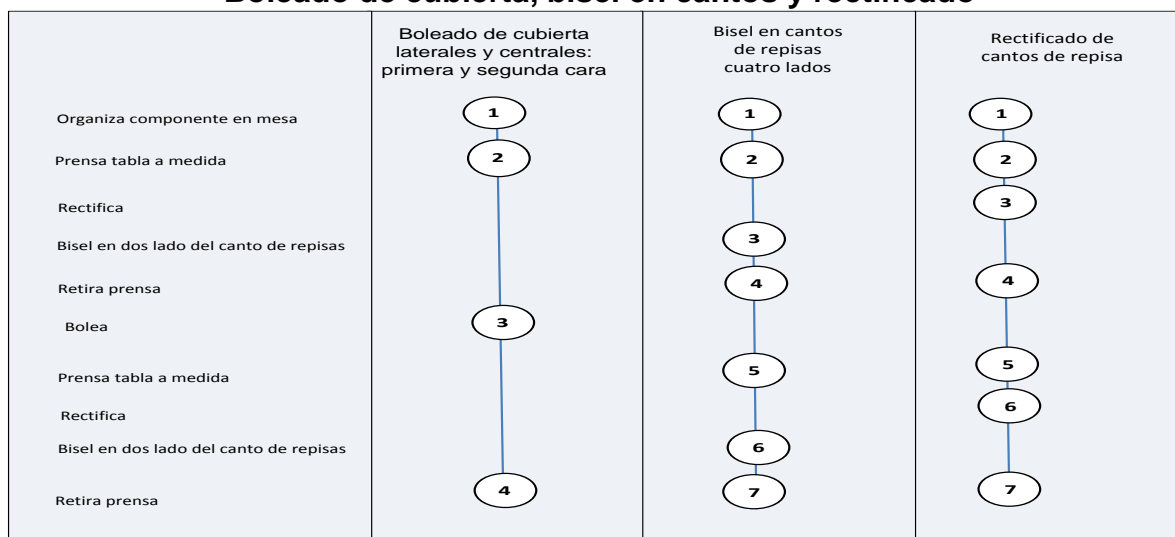 Boleado de cubierta, bisel en cantos y rectificado
Boleado de cubierta
laterales y centrales:
primera y segunda cara
Bisel en cantos
de repisas
cuatro lados
Rectificado de
cantos de repisa
Organiza componente en mesa
1
1
1
Prensa tabla a medida
2
2
2
Rectifica
3
Bisel en dos lado del canto de repisas
3
Retira prensa
4
4
Bolea
3
Prensa tabla a medida
5
5
Rectifica
6
Bisel en dos lado del canto de repisas
6
Retira prensa
4
7
7